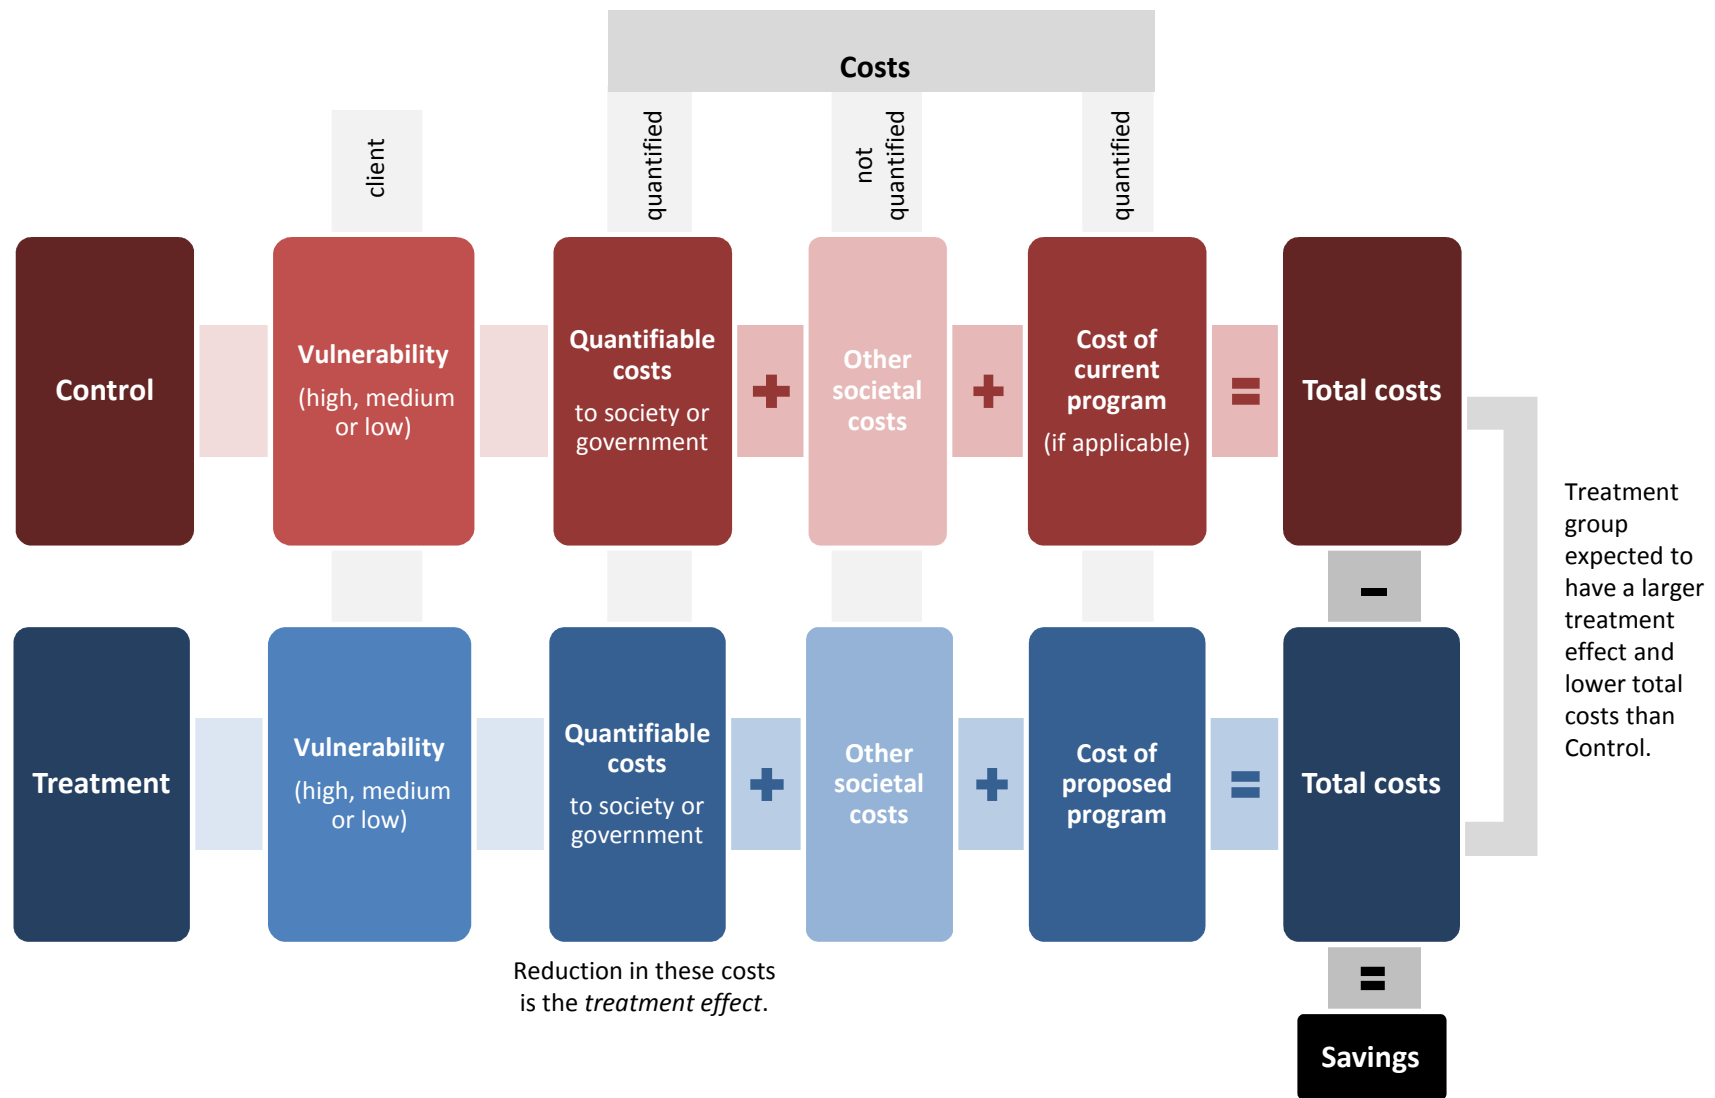 Costs
client
quantified
not
quantified
quantified
Control
Vulnerability
(high, medium
or low)
Quantifiable
costs
to society or
government
+
Other
societal
costs
+
Cost of
current
program
(if applicable)
=
Total costs
Treatment
group
expected to
have a larger
treatment
effect and
lower total
costs than
Control.
-
Treatment
Vulnerability
(high, medium
or low)
Quantifiable
costs
to society or
government
+
Other
societal
costs
+
Cost of
proposed
program
=
Total costs
Reduction in these costs
is the treatment effect.
=
Savings